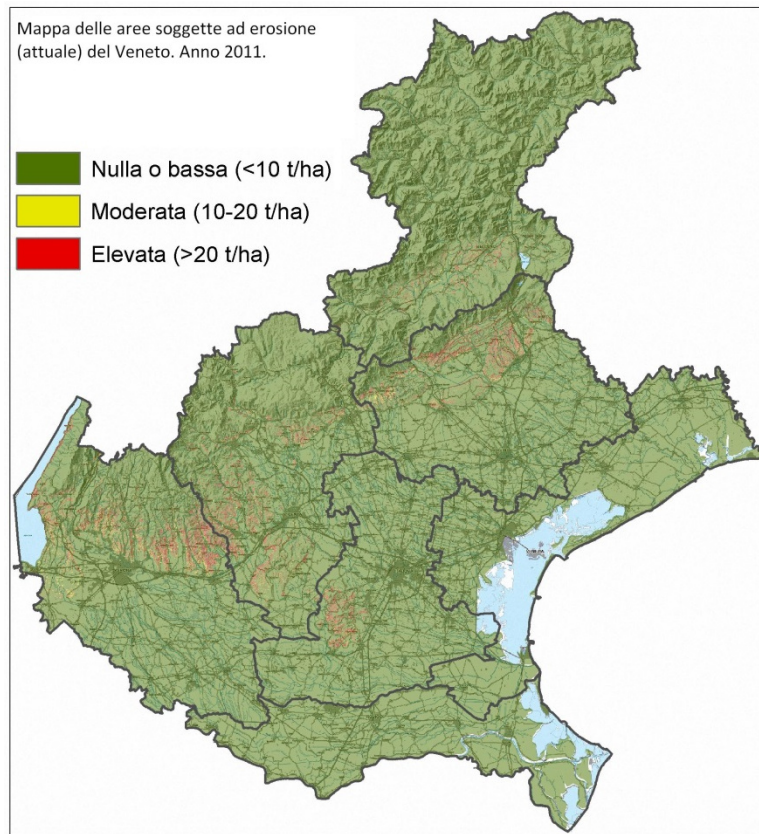 Mappa delle aree soggette ad erosione
(attuale) del Veneto. Anno 2011.
Nulla o bassa (<10 t/ha)
Moderata (10-20 t/ha)
Elevata (>20 t/ha)